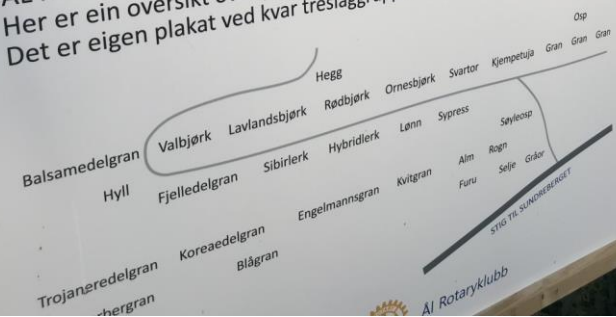 Her er ein oversikt
Det er eigen plakat ved kvar treslaggrupp
Osp
Hegg
Valbjørk Lavlandsbjørk Rødbjørk Ornesbjørk Svartor Kjempetuja Gran Gran Gran
Balsamedelgran
Hyll Fjelledelgran Sibirlerk Hybridlerk Lønn Sypress Søyleosp
Trojaneredelgran Koreaedelgran Engelmannsgran Kvitgran Alm Rogn
Blågran Furu Selje Gråor
STIG TIL SUNDREBERGET
Ål Rotaryklubb